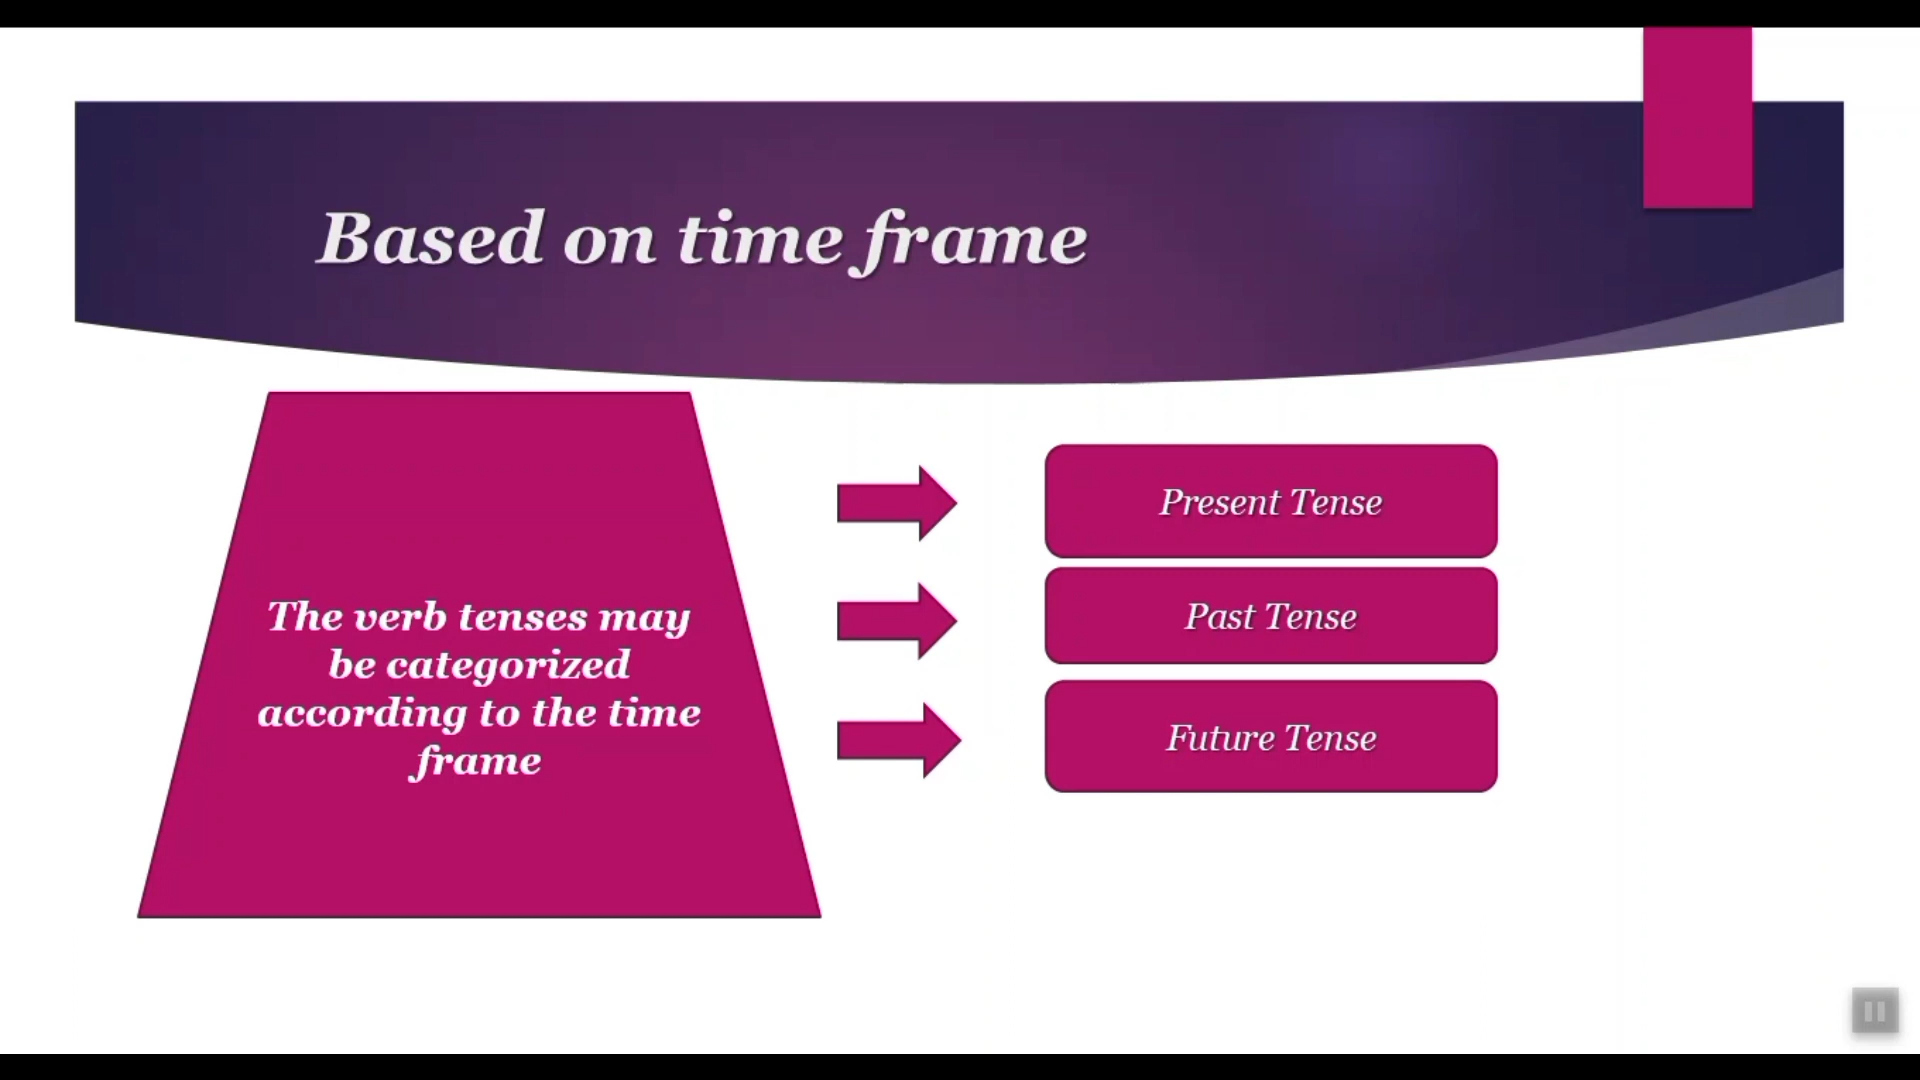 Based on time frame
The verb tenses may
be categorized
according to the time
frame
Present Tense
Past Tense
Future Tense